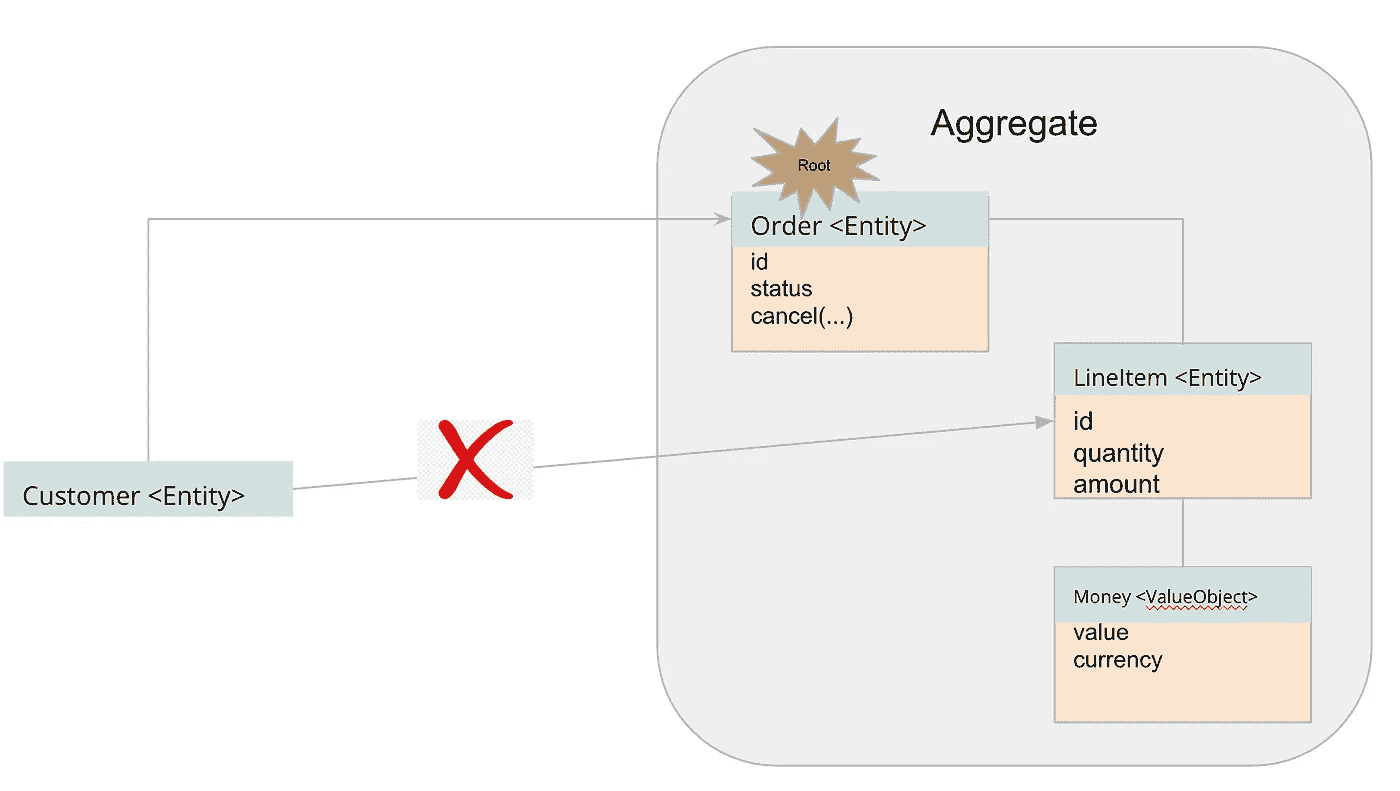 Aggregate
Root
Order <Entity>
id
status
cancel(...)
LineItem <Entity>
id
quantity
amount
Customer <Entity>
Money <ValueObject>
value
currency